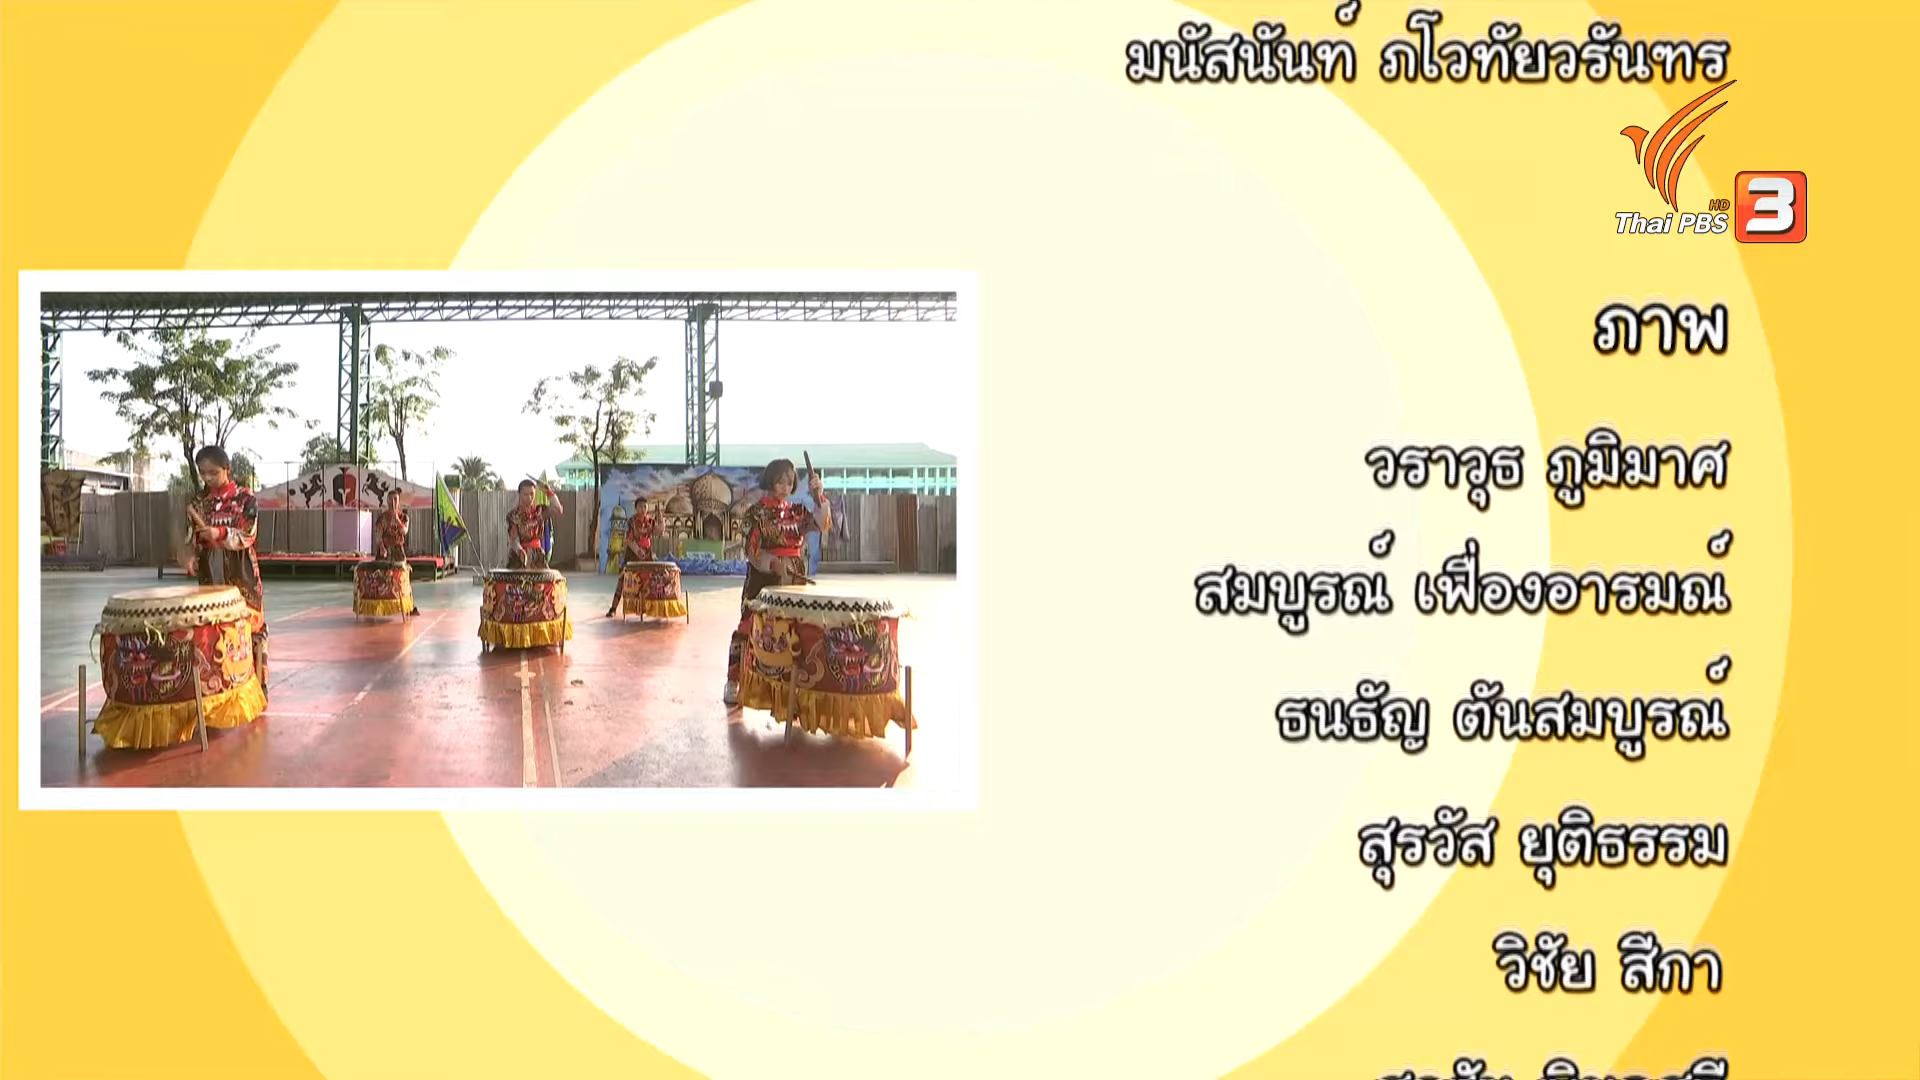 มนัสนันท์ ภโวทัยวรันฑร
HD
Thai PBS 3
ภาพ
วราวุธ ภูมิมาศ
สมบูรณ์ เฟื่องอารมณ์
ธนธัญ ตันสมบูรณ์
สุรวัส ยุติธรรม
วิชัย สีกา